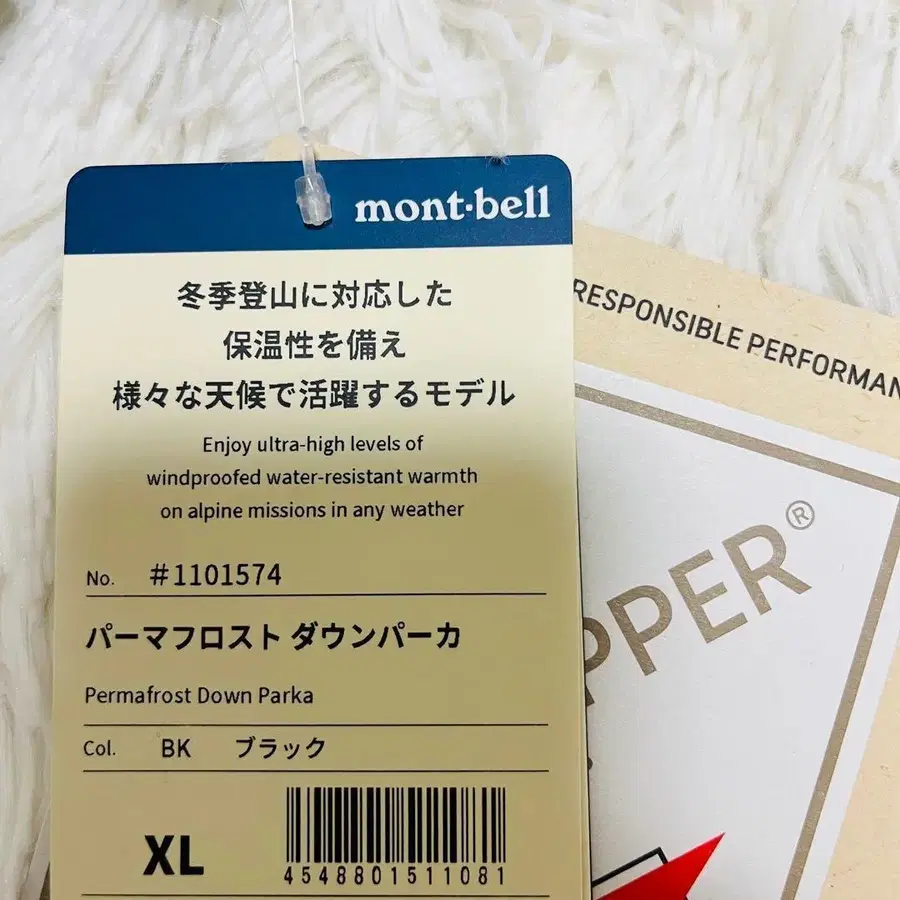 mont-bell
冬季登山に対応した
保温性を備え
様々な天候で活躍するモデル
Enjoy ultra-high levels of
windproofed water-resistant warmth
on alpine missions in any weather
No. #1101574
パーマフロスト ダウンパーカ
Permafrost Down Parka
Col. BK ブラック
XL
4548801511081
RESPONSIBLE PERFORMAN
PPER®